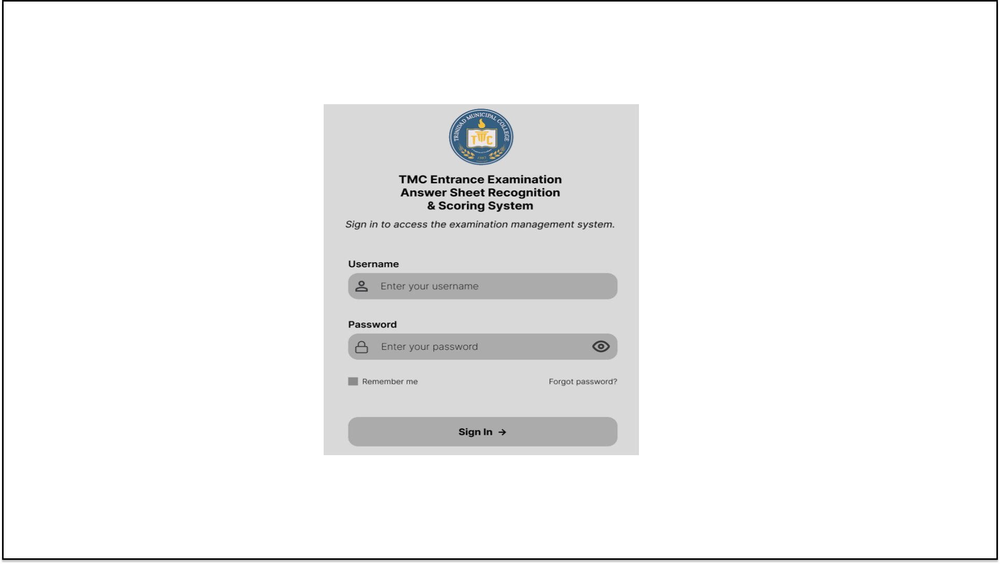 TRINIDAD MUNICIPAL COLLEGE
TMC
1985
TMC Entrance Examination
Answer Sheet Recognition
& Scoring System
Sign in to access the examination management system.
Username
Enter your username
Password
Enter your password
Remember me
Forgot password?
Sign In →